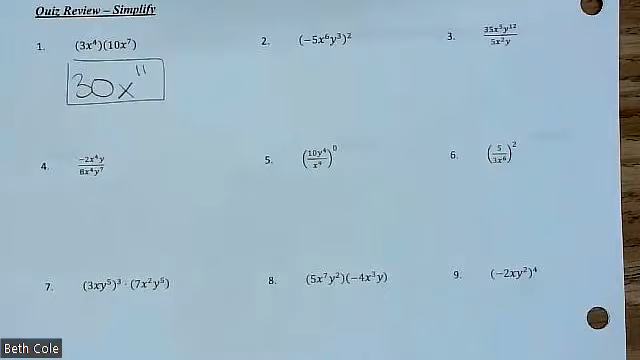 Quiz Review – Simplify
1. (3x⁴)(10x⁷)
30x¹¹
2. (−5x⁶y³)²
3. 35x⁵y¹²/5x²y
4. −2x⁴y/8x⁴y⁷
5. (10y⁴/x⁴)⁰
6. (5/3x⁶)²
7. (3xy⁵)³ · (7x²y⁵)
8. (5x⁷y²)(−4x³y)
9. (−2xy²)⁴
Beth Cole